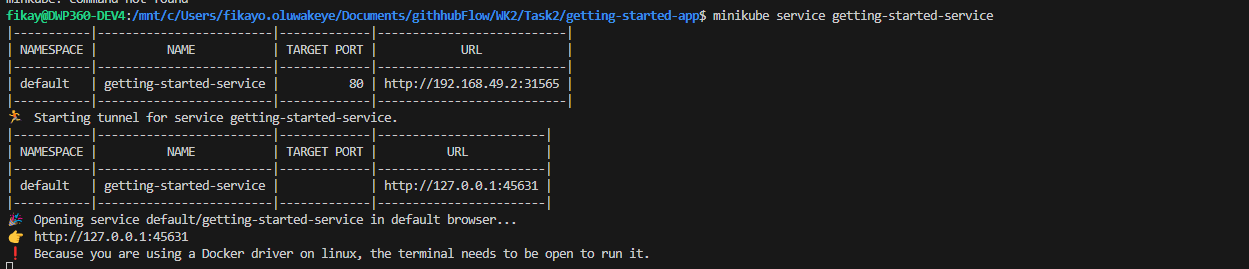 minikube: command not found
fikay@DWP360-DEV4:/mnt/c/Users/fikayo.oluwakeye/Documents/githhubFlow/WK2/Task2/getting-started-app$ minikube service getting-started-service
|-----------|-------------------------|-------------|---------------------------|
| NAMESPACE | NAME | TARGET PORT | URL |
|-----------|-------------------------|-------------|---------------------------|
| default | getting-started-service | 80 | http://192.168.49.2:31565 |
|-----------|-------------------------|-------------|---------------------------|
🏃 Starting tunnel for service getting-started-service.
|-----------|-------------------------|-------------|------------------------|
| NAMESPACE | NAME | TARGET PORT | URL |
|-----------|-------------------------|-------------|------------------------|
| default | getting-started-service | | http://127.0.0.1:45631 |
|-----------|-------------------------|-------------|------------------------|
🎉 Opening service default/getting-started-service in default browser...
👉 http://127.0.0.1:45631
❗ Because you are using a Docker driver on linux, the terminal needs to be open to run it.